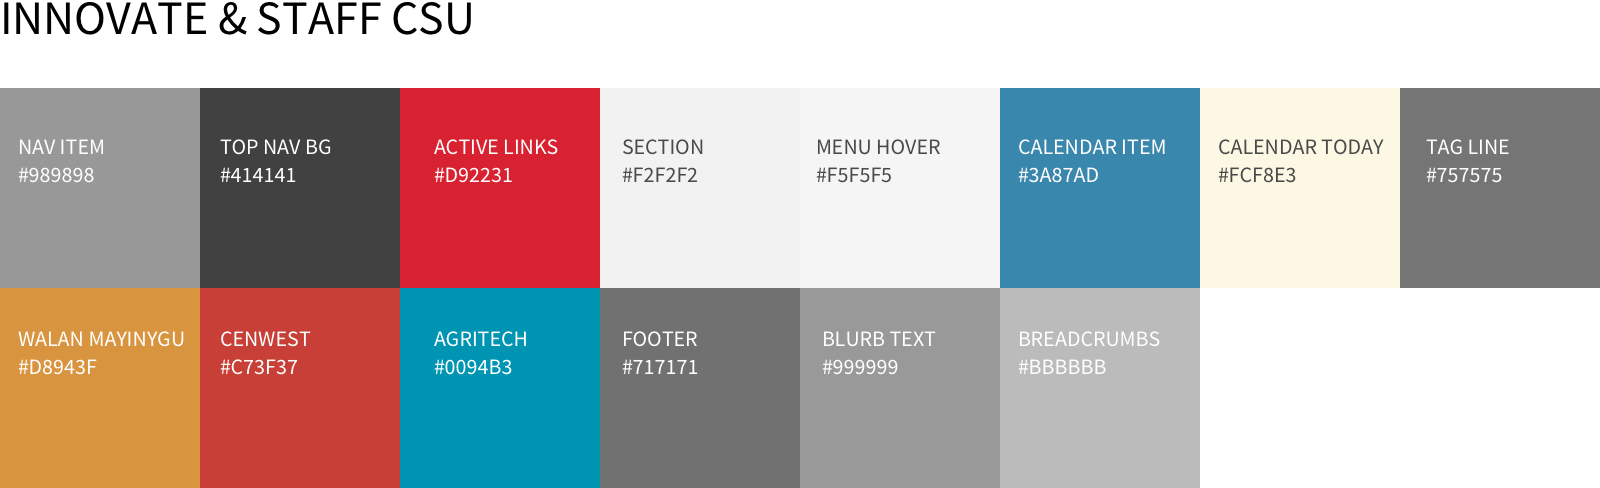 INNOVATE & STAFF CSU
NAV ITEM
#989898
TOP NAV BG
#414141
ACTIVE LINKS
#D92231
SECTION
#F2F2F2
MENU HOVER
#F5F5F5
CALENDAR ITEM
#3A87AD
CALENDAR TODAY
#FCF8E3
TAG LINE
#757575
WALAN MAYINYGU
#D8943F
CENWEST
#C73F37
AGRITECH
#0094B3
FOOTER
#717171
BLURB TEXT
#999999
BREADCRUMBS
#BBBBBB